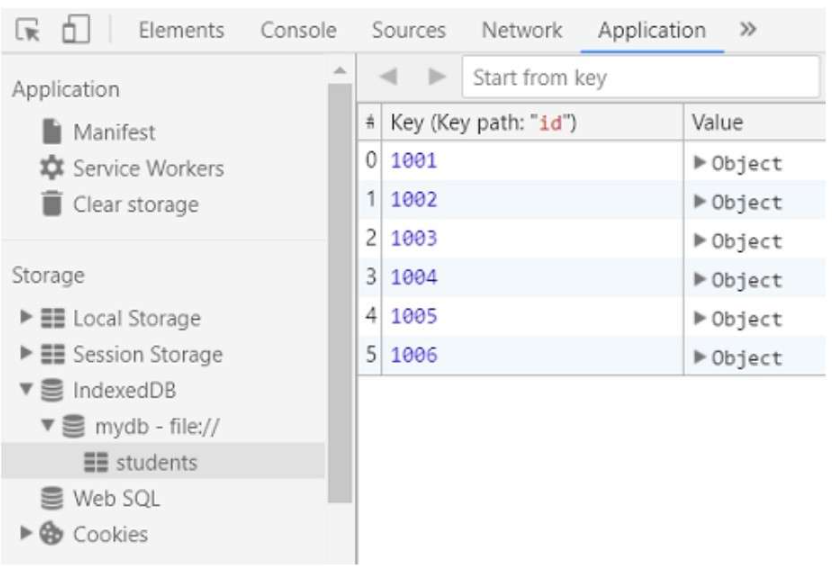 Elements Console Sources Network Application »
Application
Manifest
Service Workers
Clear storage
Storage
Local Storage
Session Storage
IndexedDB
mydb - file://
students
Web SQL
Cookies
Start from key
# Key (Key path: "id") Value
0 1001 Object
1 1002 Object
2 1003 Object
3 1004 Object
4 1005 Object
5 1006 Object